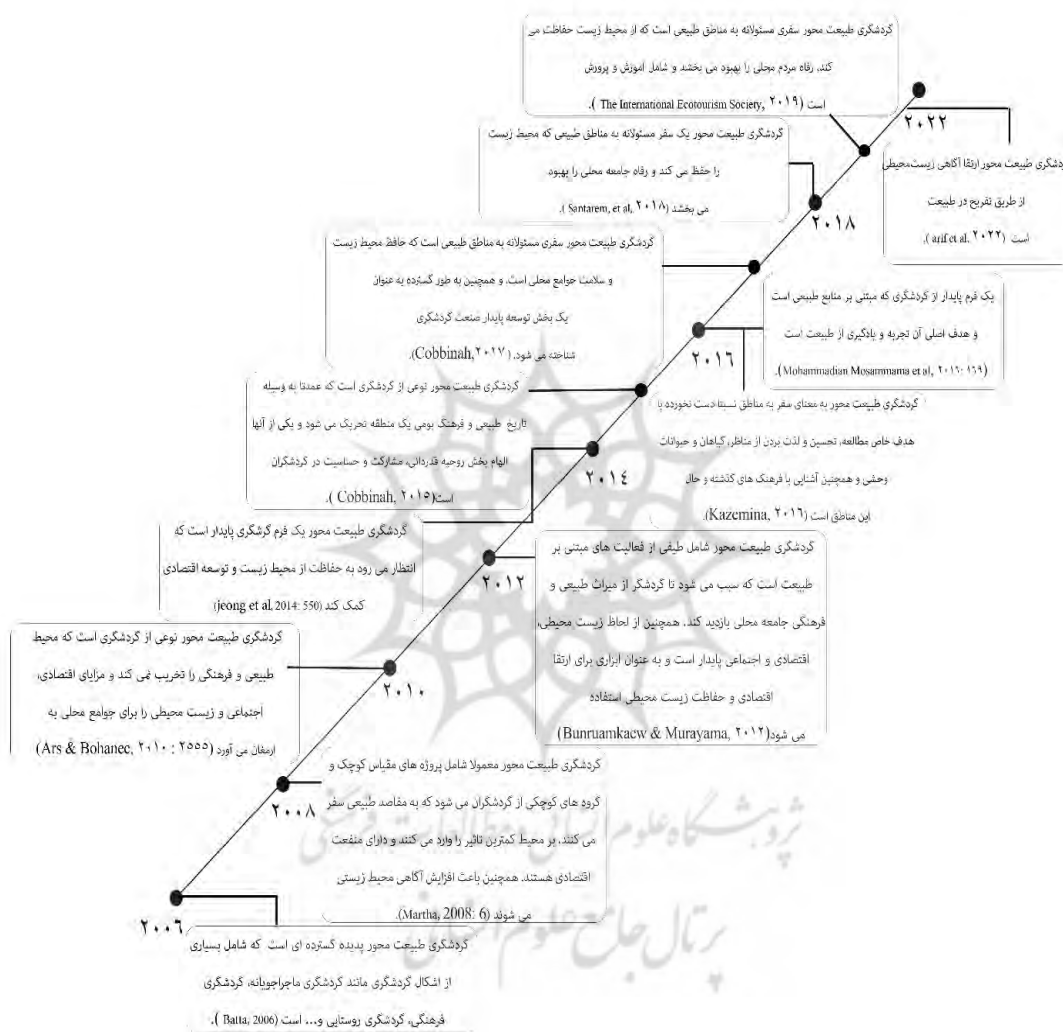 گردشگری طبیعت محور سفری مسئولانه به مناطق طبیعی است که از محیط زیست حفاظت می
کند، رفاه مردم محلی را بهبود می بخشد و شامل آموزش و پرورش
است (The International Ecotourism Society, ۲۰۱۹ ).
۲۰۲۲
گردشگری طبیعت محور ارتقا آگاهی زیست‌محیطی
از طریق تفریح در طبیعت
است (arif et al, ۲۰۲۲ ).
گردشگری طبیعت محور یک سفر مسئولانه به مناطق طبیعی که محیط زیست
را حفظ می کند و رفاه جامعه محلی را بهبود
می بخشد (Santarem, et al, ۲۰۱۸ ).
۲۰۱۸
گردشگری طبیعت محور سفری مسئولانه به مناطق طبیعی است که حافظ محیط زیست
و سلامت جوامع محلی است. و همچنین به طور گسترده به عنوان
یک بخش توسعه پایدار صنعت گردشگری
شناخته می شود. (Cobbinah, ۲۰۱۷).
یک فرم پایدار از گردشگری که مبتنی بر منابع طبیعی است
و هدف اصلی آن تجربه و یادگیری از طبیعت است
(Mohammadian Mosammama et al, ۲۰۱۶: ۱۶۹).
۲۰۱۶
گردشگری طبیعت محور به معنای سفر به مناطق نسبتا دست نخورده با
هدف خاص مطالعه، تحسین و لذت بردن از مناظر، گیاهان و حیوانات
وحشی و همچنین آشنایی با فرهنگ های گذشته و حال
این مناطق است (Kazemina, ۲۰۱۶).
گردشگری طبیعت محور نوعی از گردشگری است که عمدتا به وسیله
تاریخ طبیعی و فرهنگ بومی یک منطقه تحریک می شود و یکی از آنها
الهام بخش روحیه قدردانی، مشارکت و حساسیت در گردشگران
است(Cobbinah, ۲۰۱۵ ).
۲۰۱۴
گردشگری طبیعت محور یک فرم گرشگری پایدار است که
انتظار می رود به حفاظت از محیط زیست و توسعه اقتصادی
کمک کند (jeong et al, 2014: 550)
۲۰۱۲
گردشگری طبیعت محور شامل طیفی از فعالیت های مبتنی بر
طبیعت است که سبب می شود تا گردشگر از میراث طبیعی و
فرهنگی جامعه محلی بازدید کند. همچنین از لحاظ زیست محیطی،
اقتصادی و اجتماعی پایدار است و به عنوان ابزاری برای ارتقا
اقتصادی و حفاظت زیست محیطی استفاده
می شود(Bunruamkaew & Murayama, ۲۰۱۲)
گردشگری طبیعت محور نوعی از گردشگری است که محیط
طبیعی و فرهنگی را تخریب نمی کند و مزایای اقتصادی،
اجتماعی و زیست محیطی را برای جوامع محلی به
ارمغان می آورد (Ars & Bohanec, ۲۰۱۰ : ۲۵۵۵)
۲۰۱۰
گردشگری طبیعت محور معمولا شامل پروژه های مقیاس کوچک و
گروه های کوچکی از گردشگران می شود که به مقاصد طبیعی سفر
می کنند، بر محیط کمترین تاثیر را وارد می کنند و دارای منفعت
اقتصادی هستند. همچنین باعث افزایش آگاهی محیط زیستی
می شوند (Martha, 2008: 6).
۲۰۰۸
۲۰۰۶
گردشگری طبیعت محور پدیده گسترده ای است که شامل بسیاری
از اشکال گردشگری مانند گردشگری ماجراجویانه، گردشگری
فرهنگی، گردشگری روستایی و... است (Batta, 2006 ).
پژوهشگاه علوم انسانی و مطالعات فرهنگی
پرتال جامع علوم انسانی